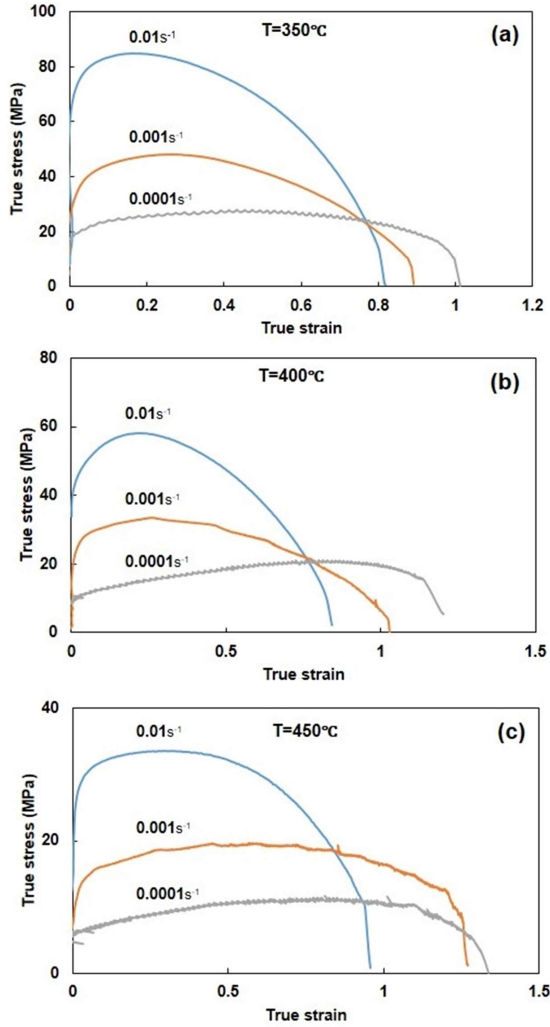 100
T=350℃
(a)
0.01s⁻¹
80
60
0.001s⁻¹
40
0.0001s⁻¹
20
0
0 0.2 0.4 0.6 0.8 1 1.2
True stress (MPa)
True strain
80
T=400℃
(b)
0.01s⁻¹
60
40
0.001s⁻¹
0.0001s⁻¹
20
0
0 0.5 1 1.5
True stress (MPa)
True strain
40
0.01s⁻¹
T=450℃
(c)
0.001s⁻¹
20
0.0001s⁻¹
0
0 0.5 1 1.5
True stress (MPa)
True strain